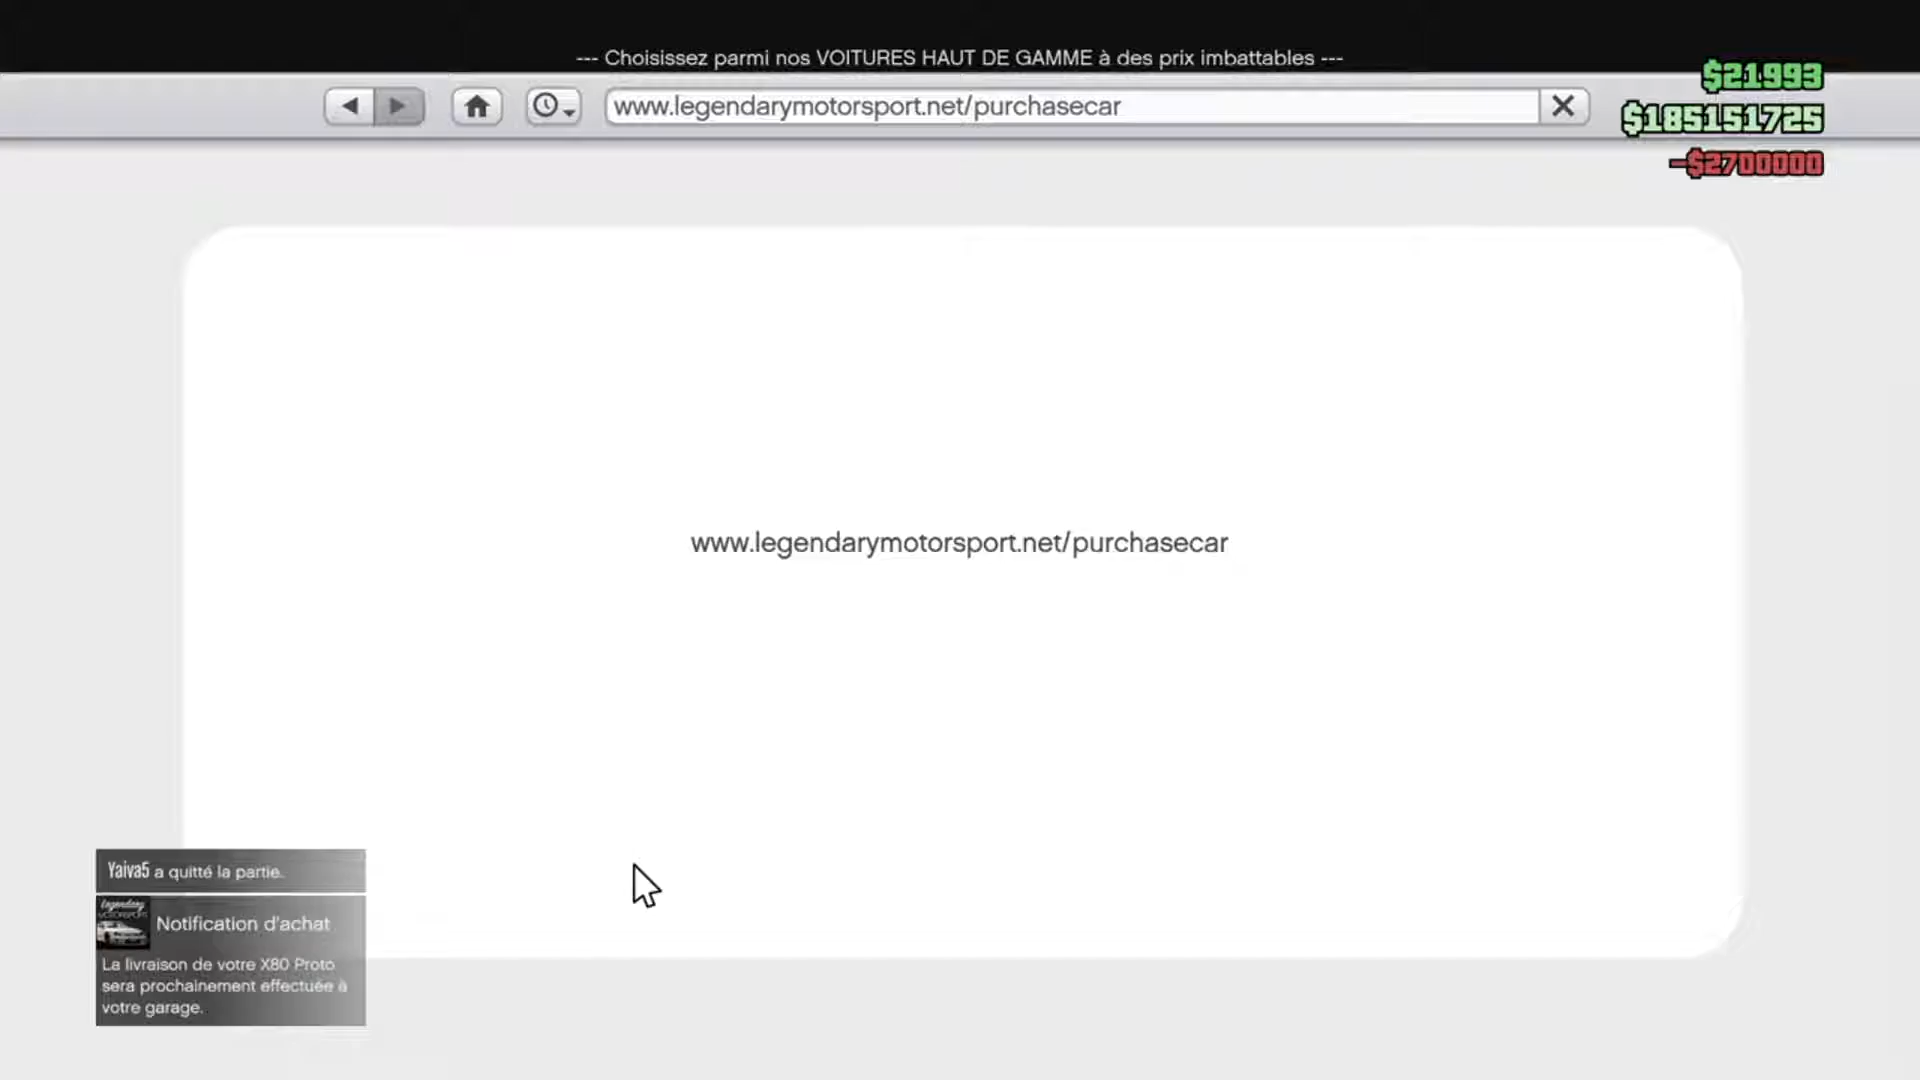 --- Choisissez parmi nos VOITURES HAUT DE GAMME à des prix imbattables ---
$21993
www.legendarymotorsport.net/purchasecar
$185151725
-$2700000
www.legendarymotorsport.net/purchasecar
Yaiva5 a quitté la partie.
Legendary
MOTORSPORT
Notification d'achat
La livraison de votre X80 Proto
sera prochainement effectuée à
votre garage.